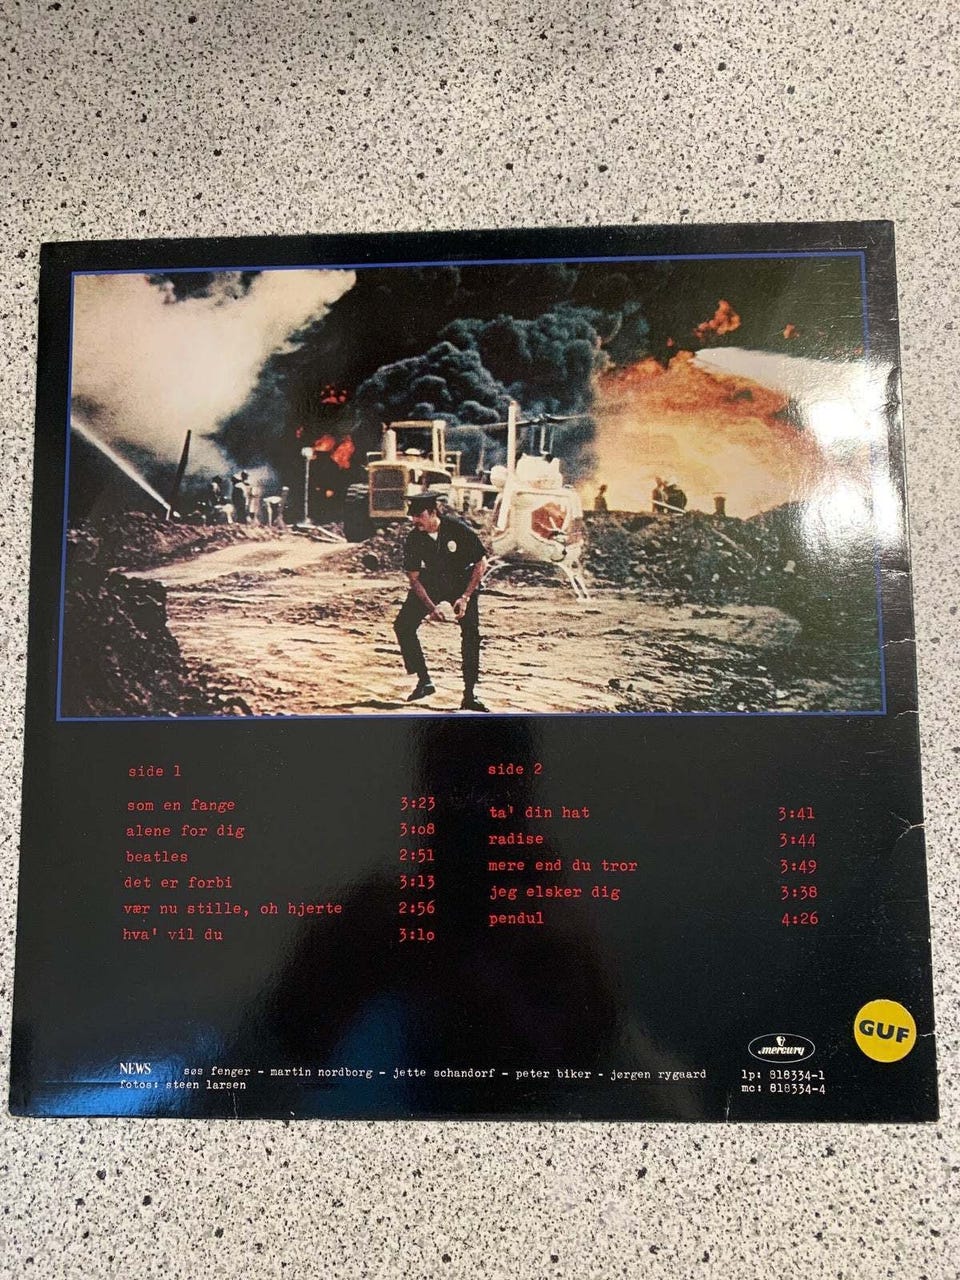 side 1
som en fange 3:23
alene for dig 3:08
beatles 2:51
det er forbi 3:13
vær nu stille, oh hjerte 2:56
hva' vil du 3:10
side 2
ta' din hat 3:41
radise 3:44
mere end du tror 3:49
jeg elsker dig 3:38
pendul 4:26
NEWS søs fenger - martin nordborg - jette schandorf - peter biker - jørgen rygaard
fotos: steen larsen
mercury
lp: 818334-1
mc: 818334-4
GUF